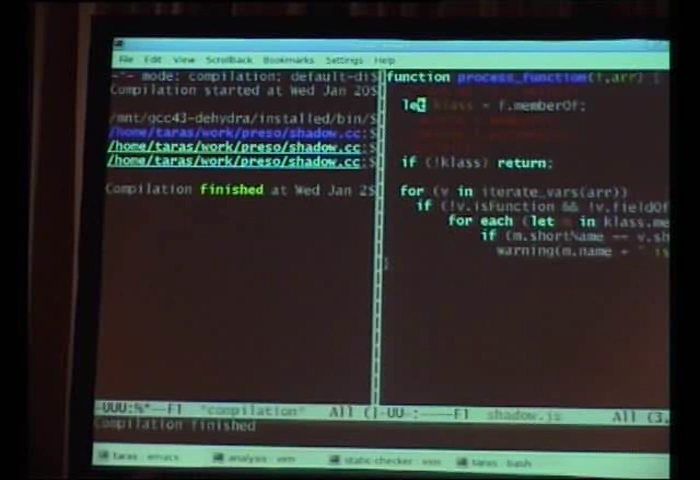 File Edit View Scrollback Bookmarks Settings Help
-*- mode: compilation; default-di$
Compilation started at Wed Jan 20$
/mnt/gcc43-dehydra/installed/bin/$
/home/taras/work/preso/shadow.cc:$
/home/taras/work/preso/shadow.cc:$
/home/taras/work/preso/shadow.cc:$
Compilation finished at Wed Jan 2$
function process_function(f,arr) {
let klass = f.memberOf;
if (!klass) return;
for (v in iterate_vars(arr))
if (!v.isFunction && !v.fieldOf
for each (let m in klass.me
if (m.shortName == v.sh
warning(m.name + " is
-UUU:%*--F1 *compilation* All (
-UU-:----F1 shadow.js All (3,
Compilation finished
taras : emacs
analysis : vim
static-checker : vim
taras : bash